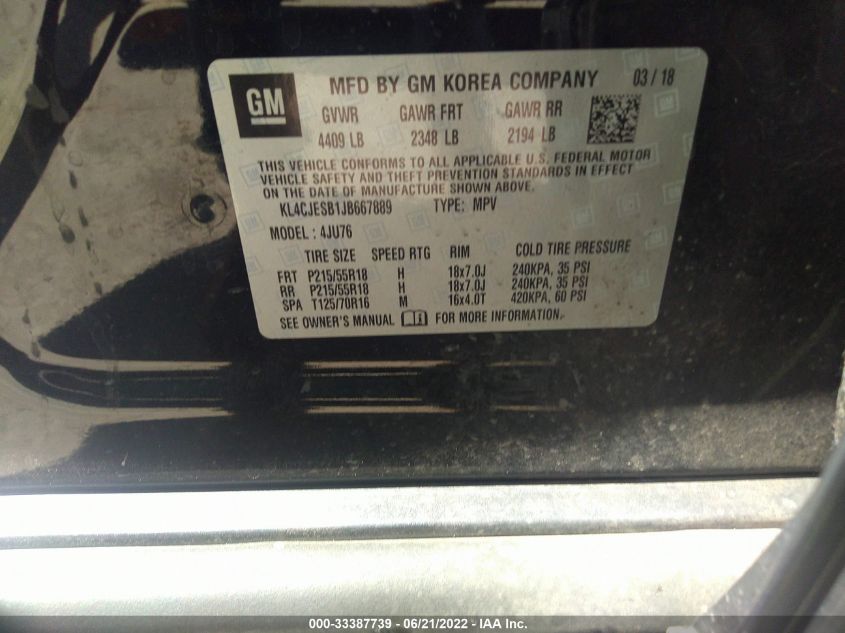 GM
MFD BY GM KOREA COMPANY 03/18
GVWR GAWR FRT GAWR RR
4409 LB 2348 LB 2194 LB
THIS VEHICLE CONFORMS TO ALL APPLICABLE U.S. FEDERAL MOTOR
VEHICLE SAFETY AND THEFT PREVENTION STANDARDS IN EFFECT
ON THE DATE OF MANUFACTURE SHOWN ABOVE.
KL4CJESB1JB667889 TYPE: MPV
MODEL: 4JU76
TIRE SIZE SPEED RTG RIM COLD TIRE PRESSURE
FRT P215/55R18 H 18x7.0J 240KPA, 35 PSI
RR P215/55R18 H 18x7.0J 240KPA, 35 PSI
SPA T125/70R16 M 16x4.0T 420KPA, 60 PSI
SEE OWNER'S MANUAL FOR MORE INFORMATION.
000-33387739 - 06/21/2022 - IAA Inc.